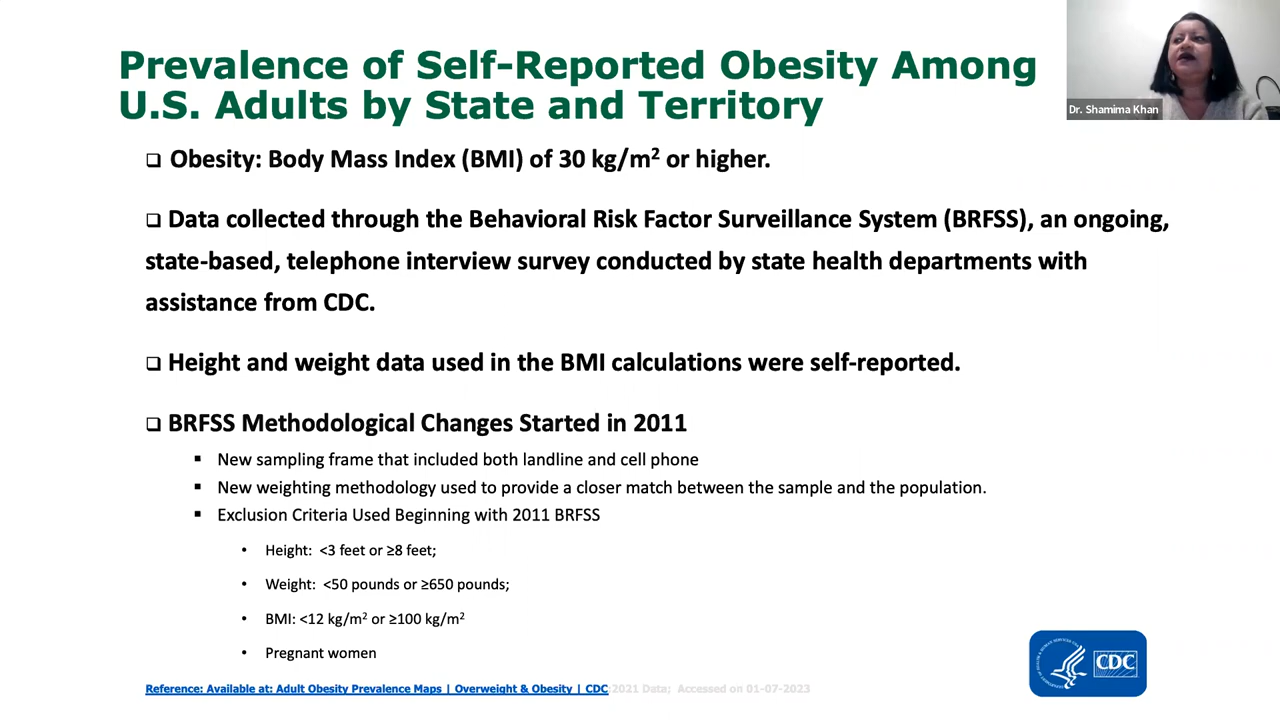 Prevalence of Self-Reported Obesity Among
U.S. Adults by State and Territory
Dr. Shamima Khan
❑ Obesity: Body Mass Index (BMI) of 30 kg/m² or higher.
❑ Data collected through the Behavioral Risk Factor Surveillance System (BRFSS), an ongoing,
state-based, telephone interview survey conducted by state health departments with
assistance from CDC.
❑ Height and weight data used in the BMI calculations were self-reported.
❑ BRFSS Methodological Changes Started in 2011
▪ New sampling frame that included both landline and cell phone
▪ New weighting methodology used to provide a closer match between the sample and the population.
▪ Exclusion Criteria Used Beginning with 2011 BRFSS
• Height: <3 feet or ≥8 feet;
• Weight: <50 pounds or ≥650 pounds;
• BMI: <12 kg/m² or ≥100 kg/m²
• Pregnant women
CDC
Reference: Available at: Adult Obesity Prevalence Maps | Overweight & Obesity | CDC:2021 Data; Accessed on 01-07-2023